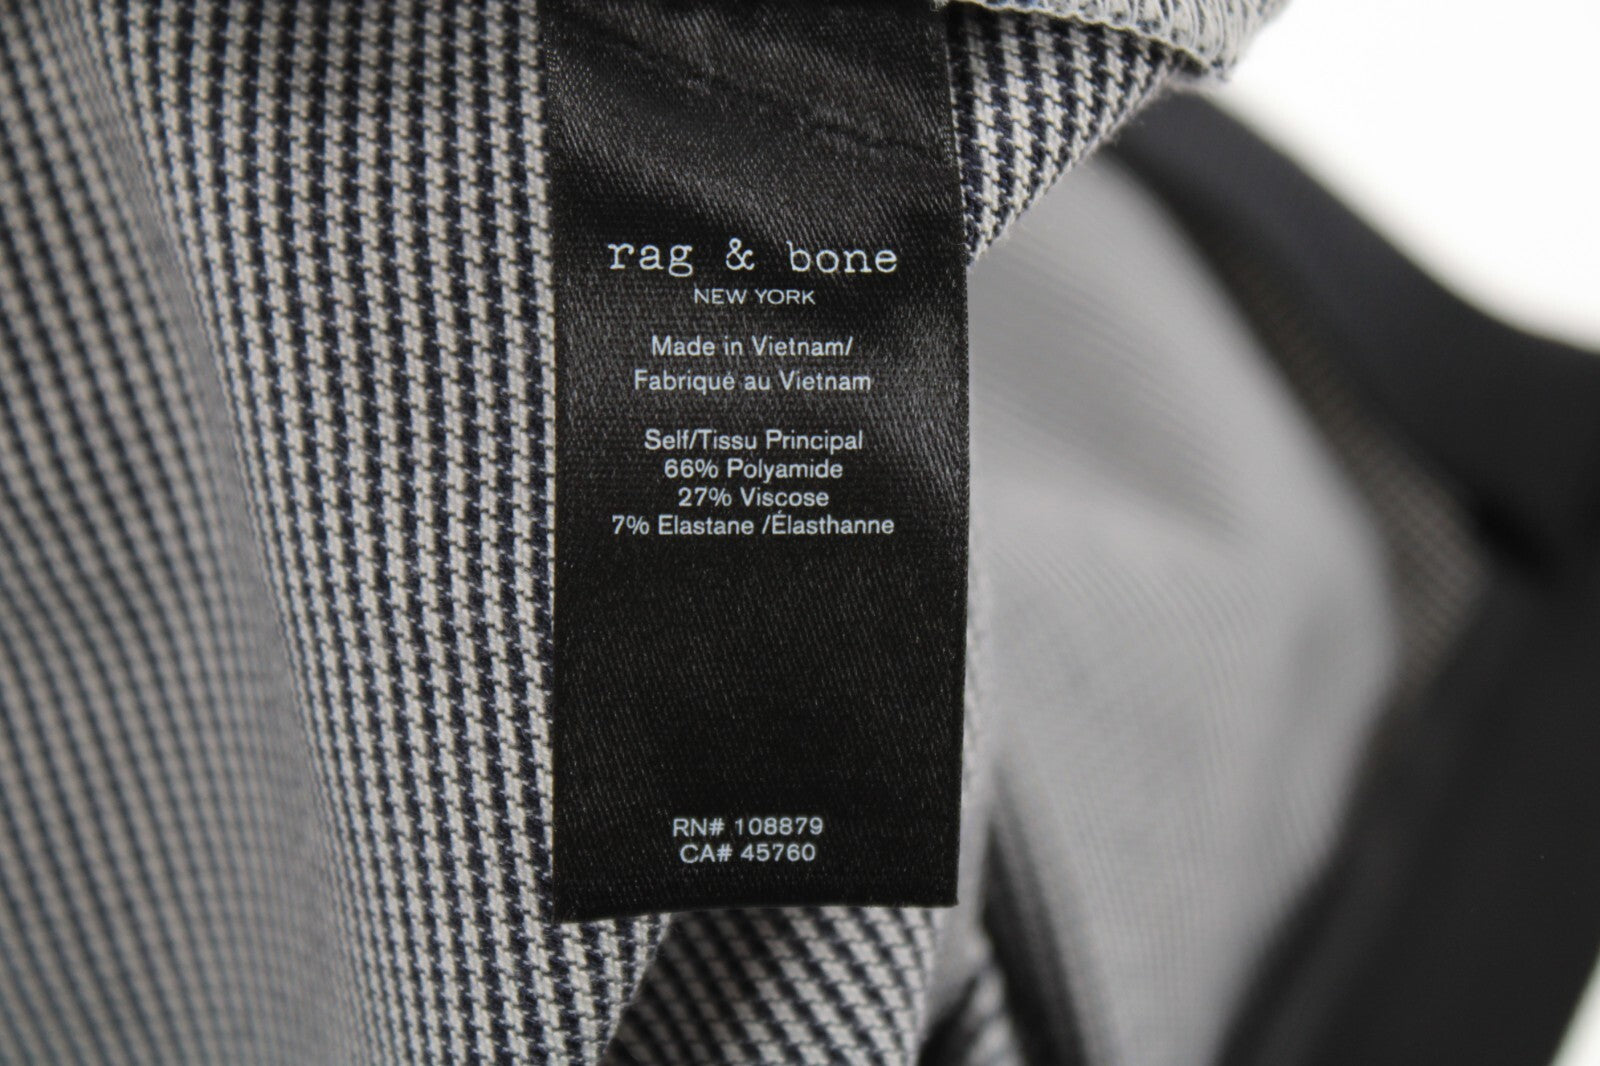 rag & bone
NEW YORK
Made in Vietnam/
Fabriqué au Vietnam
Self/Tissu Principal
66% Polyamide
27% Viscose
7% Elastane /Élasthanne
RN# 108879
CA# 45760